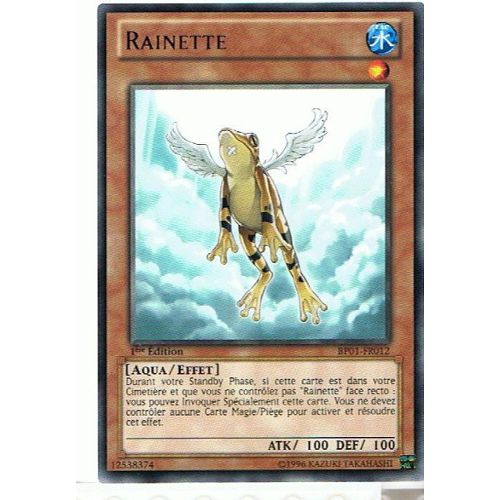 RAINETTE
水
1ère Edition
BP01-FR012
[AQUA/EFFET]
Durant votre Standby Phase, si cette carte est dans votre
Cimetière et que vous ne contrôlez pas "Rainette" face recto :
vous pouvez Invoquer Spécialement cette carte. Vous ne devez
contrôler aucune Carte Magie/Piège pour activer et résoudre
cet effet.
ATK/ 100 DEF/ 100
12538374
©1996 KAZUKI TAKAHASHI